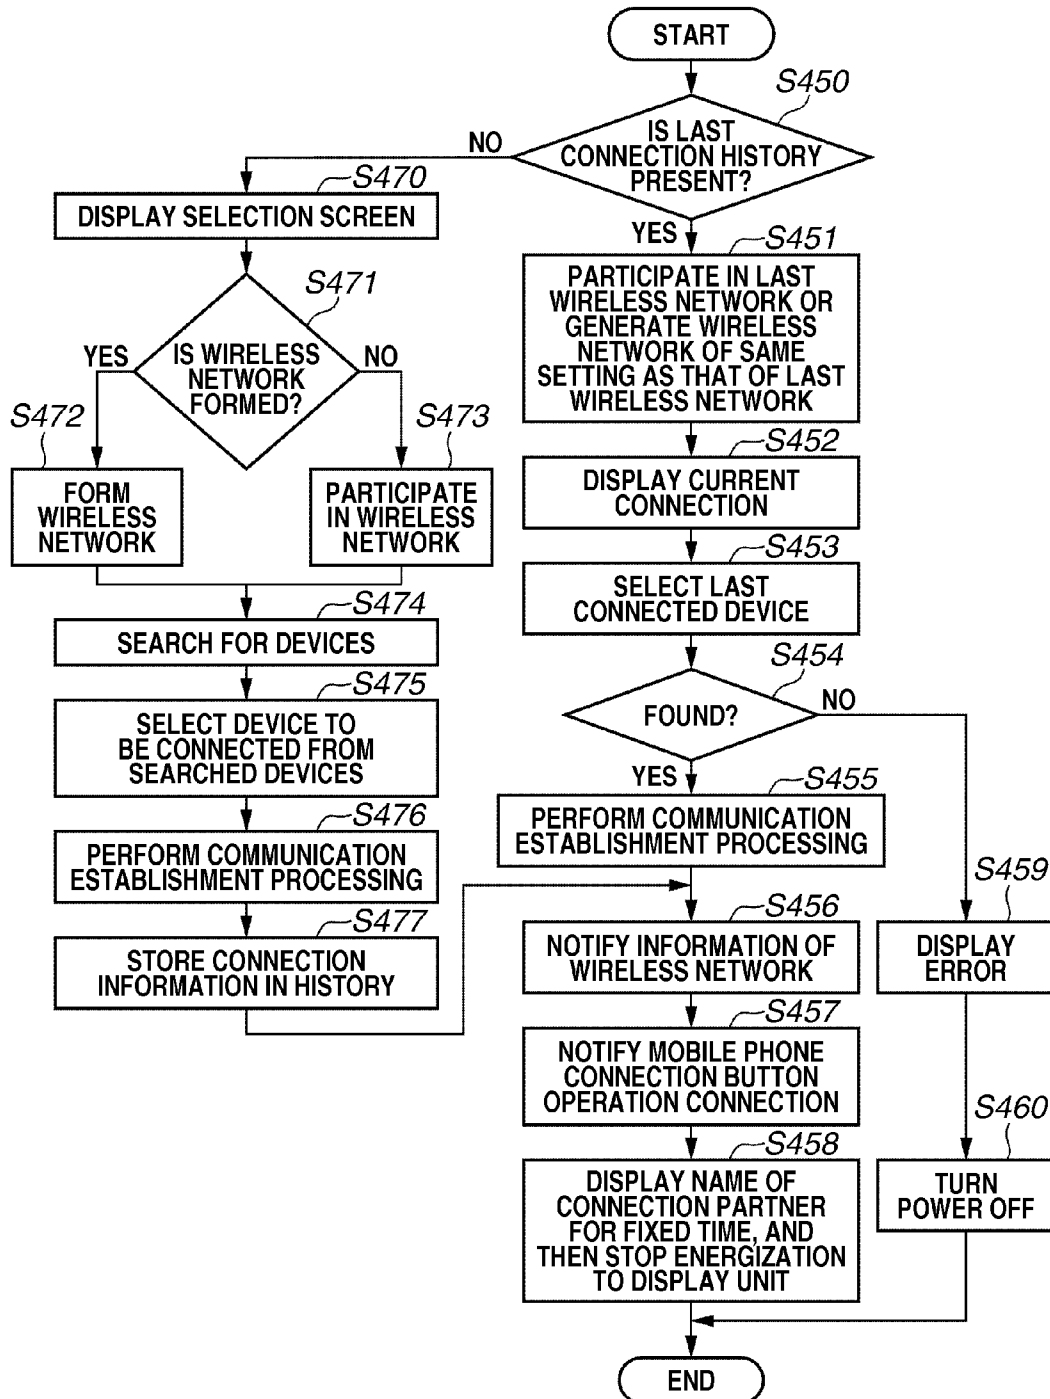 START
S450
IS LAST
CONNECTION HISTORY
PRESENT?
NO
YES
S470
DISPLAY SELECTION SCREEN
S471
IS WIRELESS
NETWORK
FORMED?
YES
NO
S472
FORM
WIRELESS
NETWORK
S473
PARTICIPATE
IN WIRELESS
NETWORK
S474
SEARCH FOR DEVICES
S475
SELECT DEVICE TO
BE CONNECTED FROM
SEARCHED DEVICES
S476
PERFORM COMMUNICATION
ESTABLISHMENT PROCESSING
S477
STORE CONNECTION
INFORMATION IN HISTORY
S451
PARTICIPATE IN LAST
WIRELESS NETWORK OR
GENERATE WIRELESS
NETWORK OF SAME
SETTING AS THAT OF LAST
WIRELESS NETWORK
S452
DISPLAY CURRENT
CONNECTION
S453
SELECT LAST
CONNECTED DEVICE
S454
FOUND?
NO
YES
S455
PERFORM COMMUNICATION
ESTABLISHMENT PROCESSING
S456
NOTIFY INFORMATION OF
WIRELESS NETWORK
S457
NOTIFY MOBILE PHONE
CONNECTION BUTTON
OPERATION CONNECTION
S458
DISPLAY NAME OF
CONNECTION PARTNER
FOR FIXED TIME, AND
THEN STOP ENERGIZATION
TO DISPLAY UNIT
S459
DISPLAY
ERROR
S460
TURN
POWER OFF
END